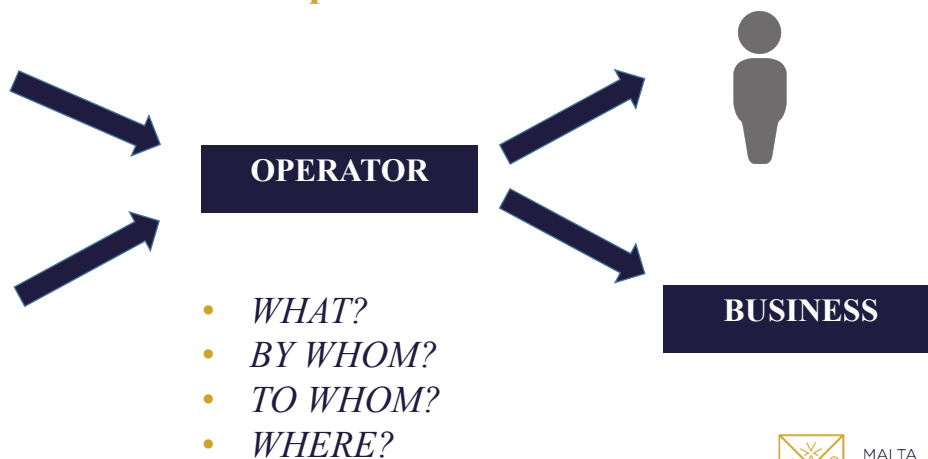 OPERATOR
BUSINESS
• WHAT?
• BY WHOM?
• TO WHOM?
• WHERE?
MALTA